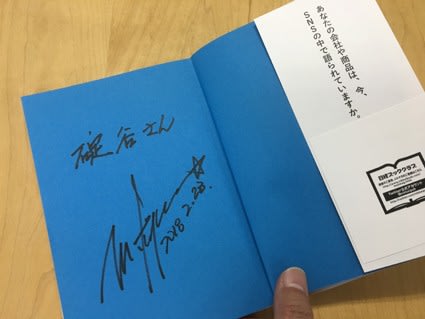 碇谷さん
2018.2.23.
あなたの会社や商品は、今、
SNSの中で語られていますか。
日経ブッククラブ